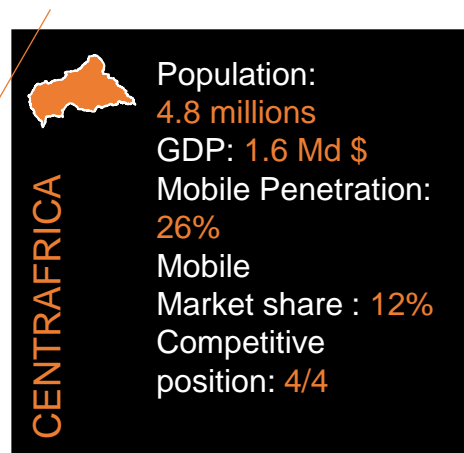 CENTRAFRICA
Population:
4.8 millions
GDP: 1.6 Md $
Mobile Penetration:
26%
Mobile
Market share : 12%
Competitive
position: 4/4